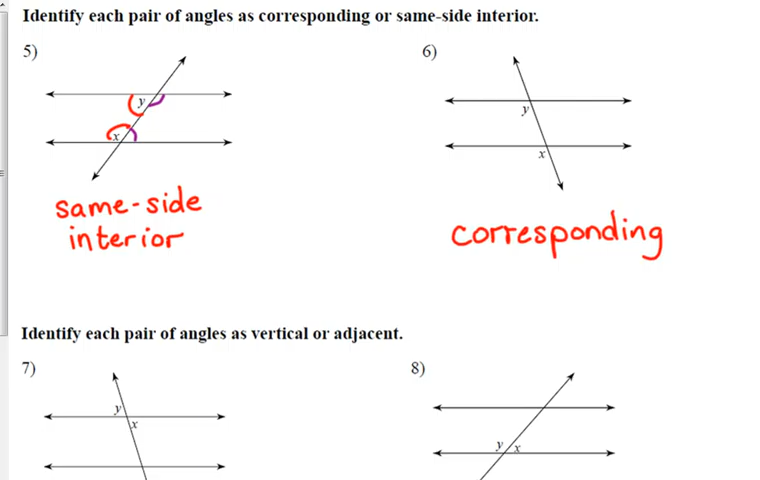 Identify each pair of angles as corresponding or same-side interior.
5)
6)
y
x
y
x
same-side
interior
corresponding
Identify each pair of angles as vertical or adjacent.
7)
8)
y
x
y x